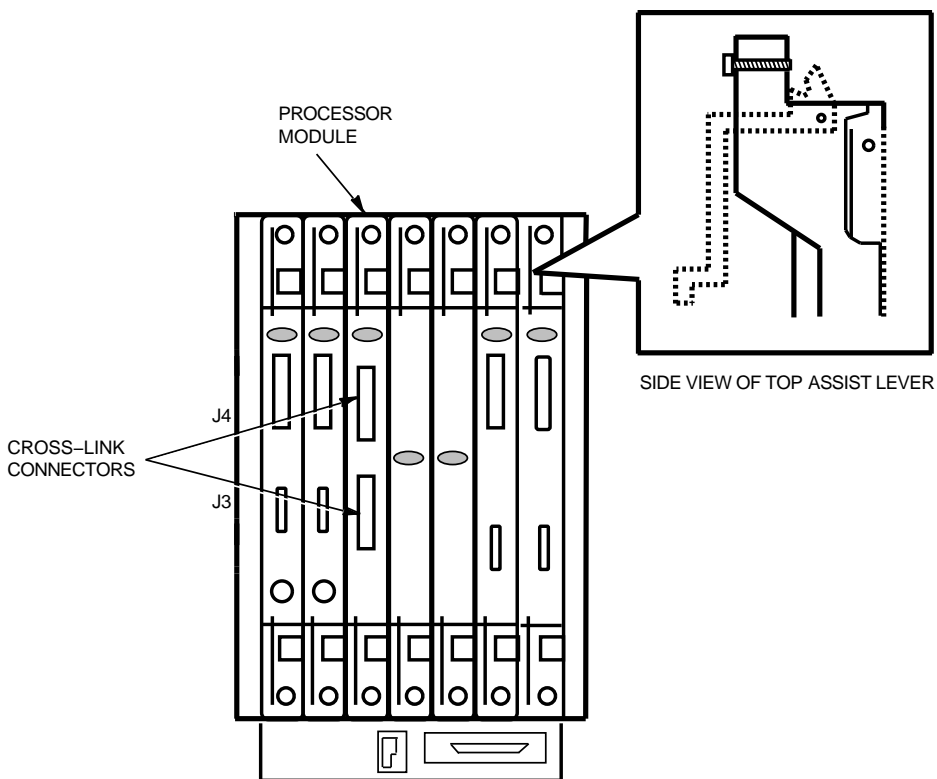 PROCESSOR
MODULE
SIDE VIEW OF TOP ASSIST LEVER
J4
CROSS–LINK
CONNECTORS
J3